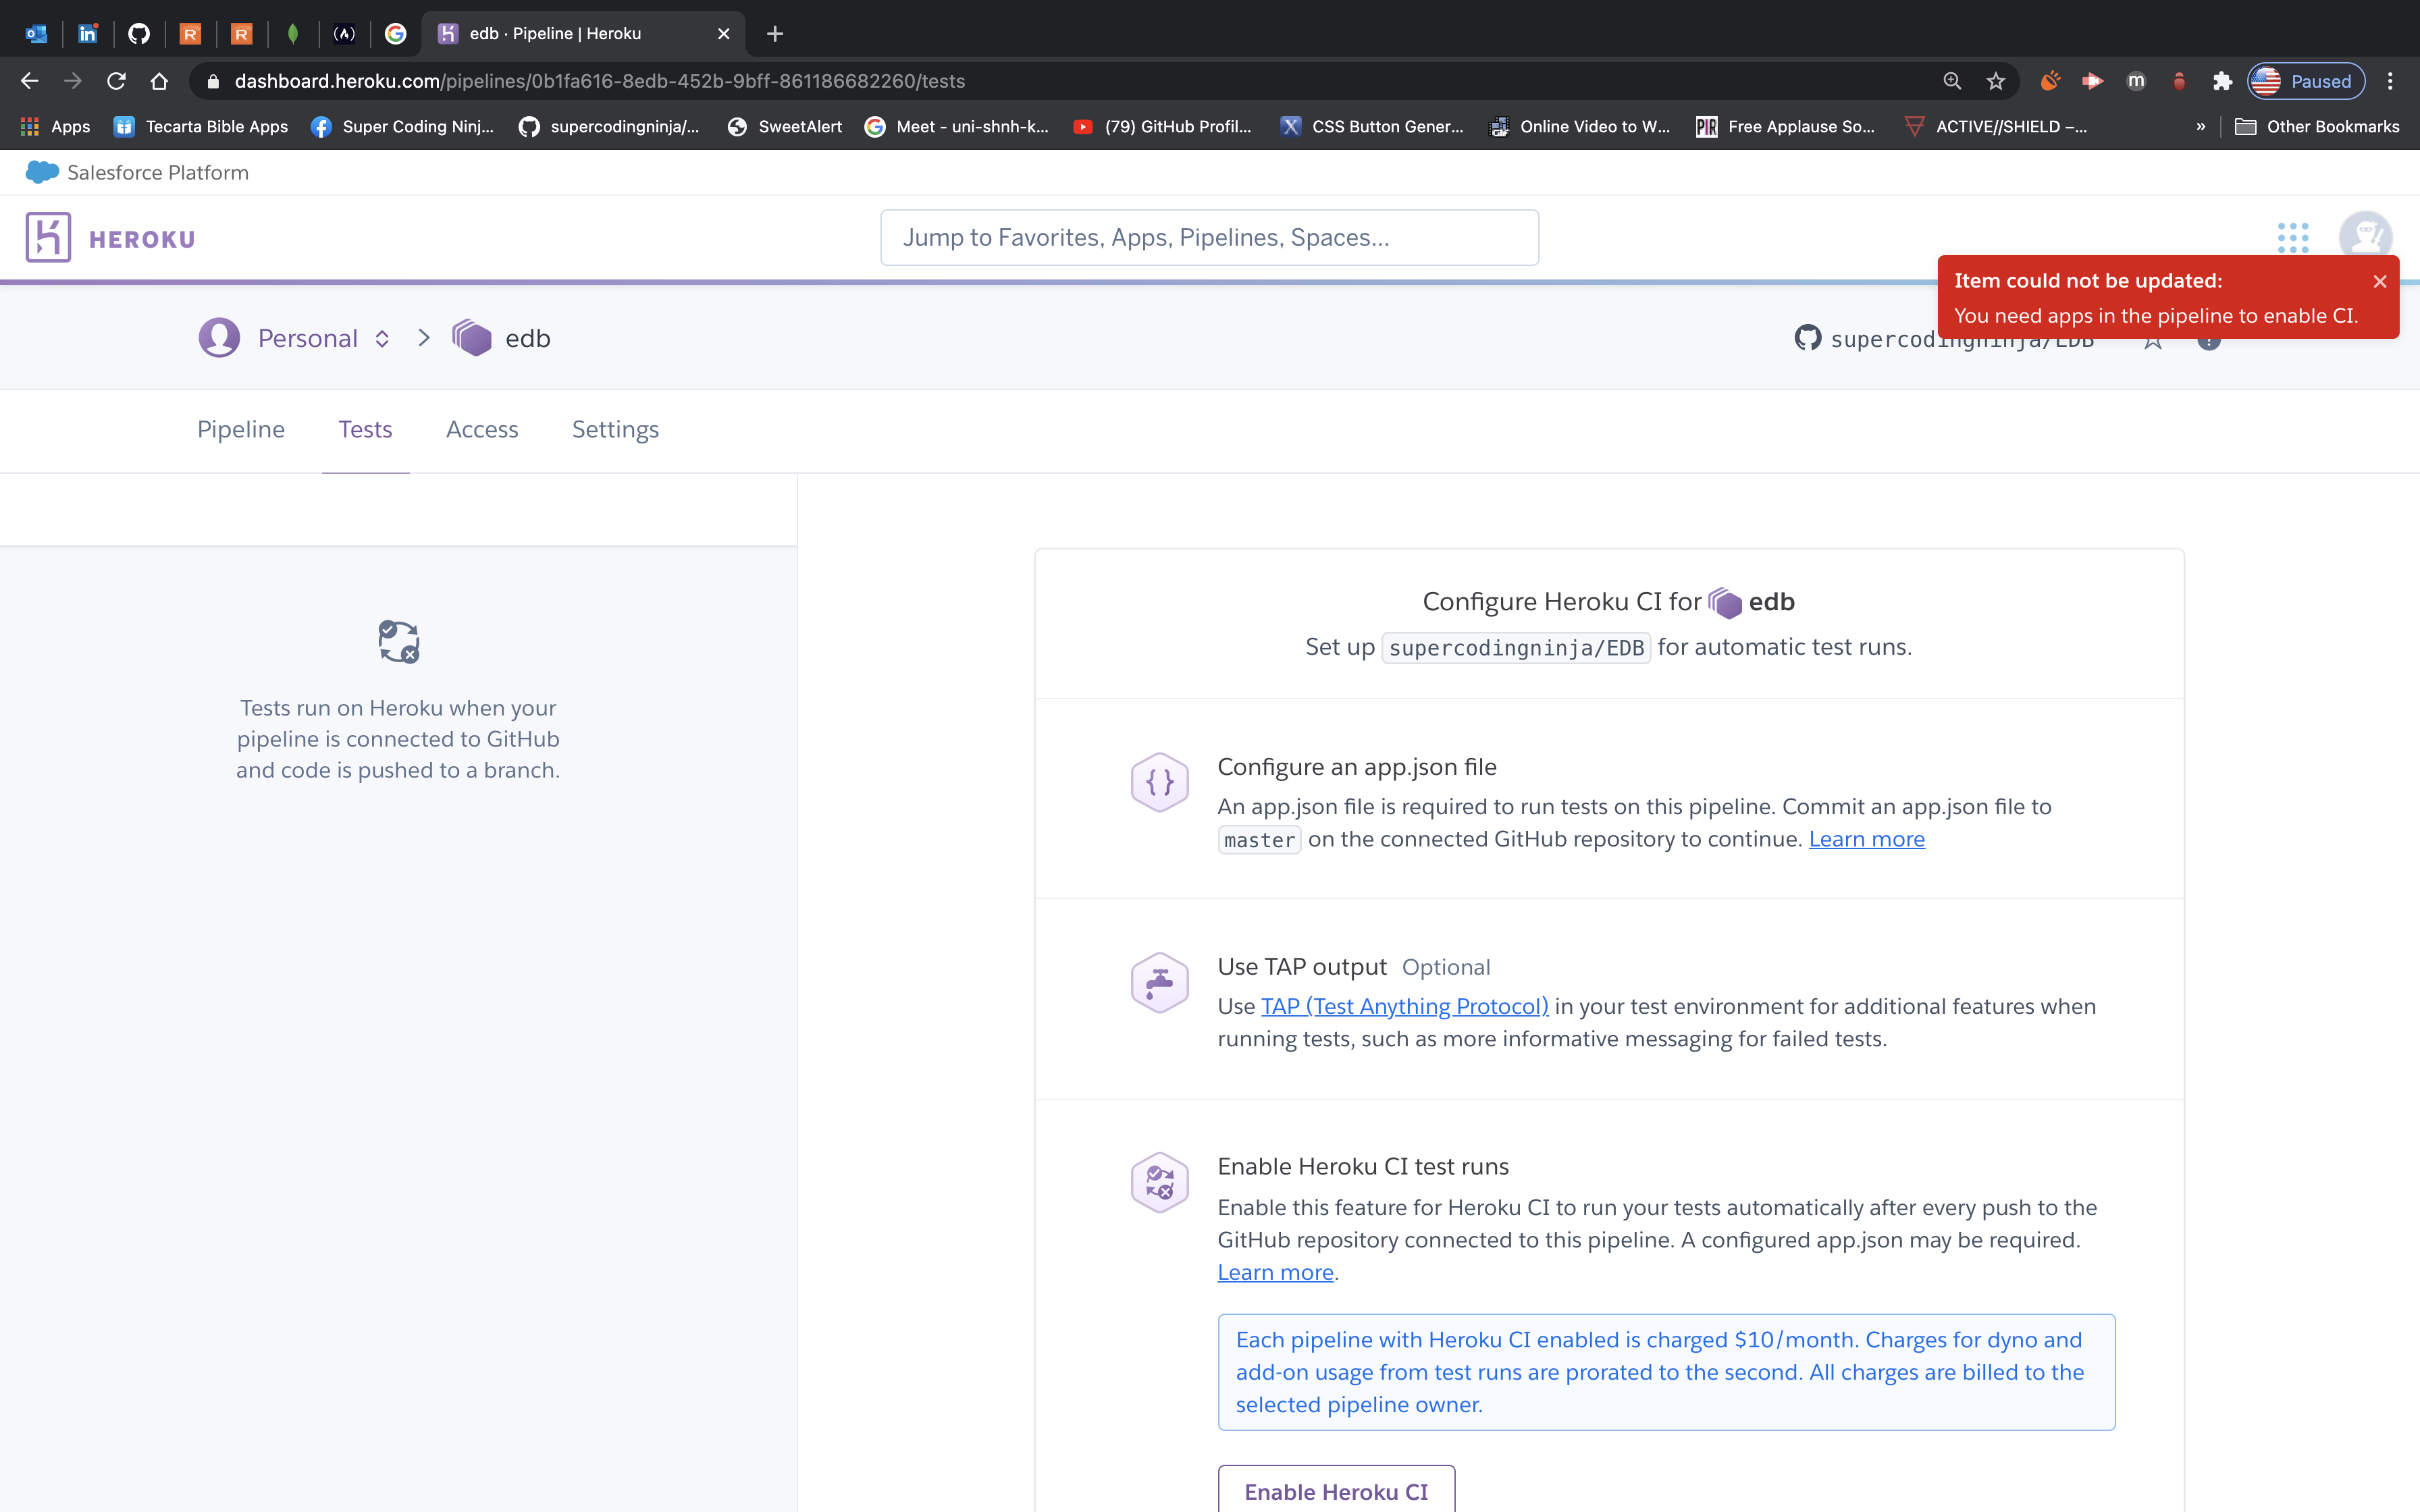 edb · Pipeline | Heroku
dashboard.heroku.com/pipelines/0b1fa616-8edb-452b-9bff-861186682260/tests
Paused
Apps
Tecarta Bible Apps
Super Coding Ninj...
supercodingninja/...
SweetAlert
Meet - uni-shnh-k...
(79) GitHub Profil...
CSS Button Gener...
Online Video to W...
Free Applause So...
ACTIVE//SHIELD –...
»
Other Bookmarks
Salesforce Platform
HEROKU
Jump to Favorites, Apps, Pipelines, Spaces...
Item could not be updated:
You need apps in the pipeline to enable CI.
Personal
edb
supercodingninja/EDB
Pipeline
Tests
Access
Settings
Tests run on Heroku when your
pipeline is connected to GitHub
and code is pushed to a branch.
Configure Heroku CI for edb
Set up supercodingninja/EDB for automatic test runs.
Configure an app.json file
An app.json file is required to run tests on this pipeline. Commit an app.json file to
master on the connected GitHub repository to continue. Learn more
Use TAP output Optional
Use TAP (Test Anything Protocol) in your test environment for additional features when
running tests, such as more informative messaging for failed tests.
Enable Heroku CI test runs
Enable this feature for Heroku CI to run your tests automatically after every push to the
GitHub repository connected to this pipeline. A configured app.json may be required.
Learn more.
Each pipeline with Heroku CI enabled is charged $10/month. Charges for dyno and
add-on usage from test runs are prorated to the second. All charges are billed to the
selected pipeline owner.
Enable Heroku CI